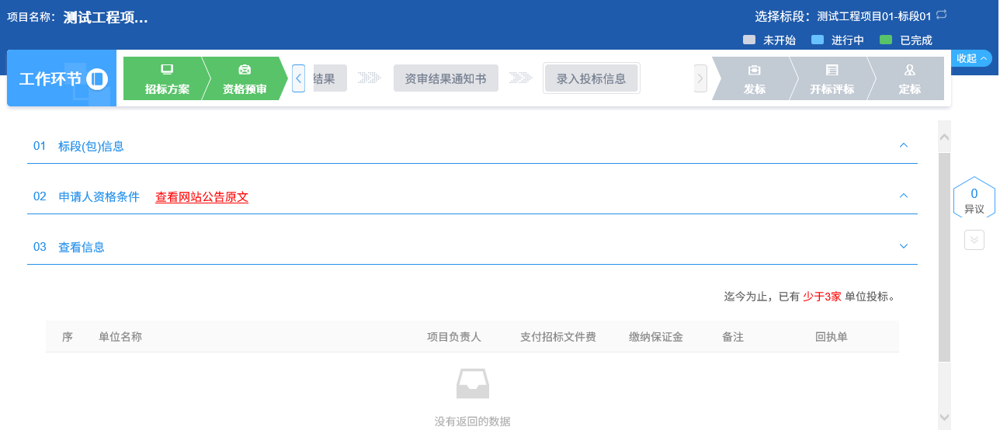 项目名称： 测试工程项...
选择标段： 测试工程项目01-标段01
未开始 进行中 已完成
工作环节
招标方案
资格预审
结果
资审结果通知书
录入投标信息
发标
开标评标
定标
收起
01 标段(包)信息
02 申请人资格条件 查看网站公告原文
03 查看信息
0
异议
迄今为止，已有 少于3家 单位投标。
序 单位名称 项目负责人 支付招标文件费 缴纳保证金 备注 回执单
没有返回的数据